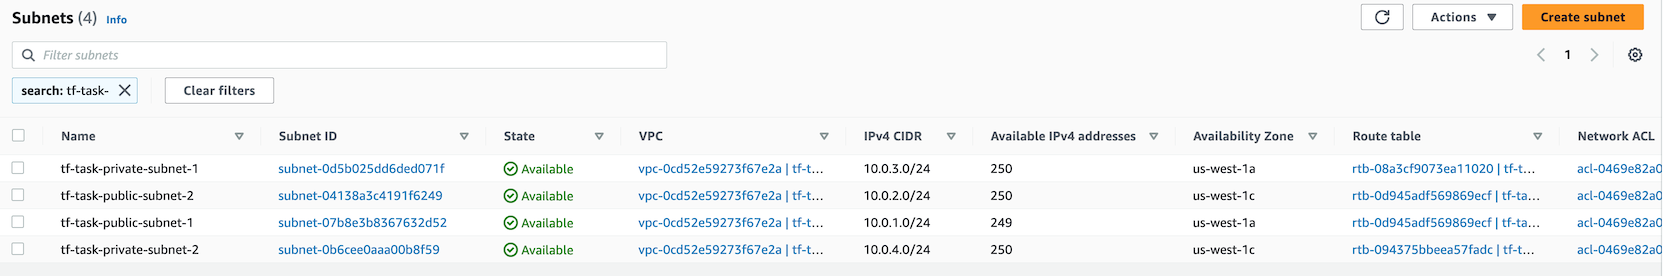 Subnets (4) Info Actions Create subnet
Filter subnets 1
search: tf-task- Clear filters
Name Subnet ID State VPC IPv4 CIDR Available IPv4 addresses Availability Zone Route table Network ACL
tf-task-private-subnet-1 subnet-0d5b025dd6ded071f Available vpc-0cd52e59273f67e2a | tf-t... 10.0.3.0/24 250 us-west-1a rtb-08a3cf9073ea11020 | tf-t... acl-0469e82a0
tf-task-public-subnet-2 subnet-04138a3c4191f6249 Available vpc-0cd52e59273f67e2a | tf-t... 10.0.2.0/24 250 us-west-1c rtb-0d945adf569869ecf | tf-ta... acl-0469e82a0
tf-task-public-subnet-1 subnet-07b8e3b8367632d52 Available vpc-0cd52e59273f67e2a | tf-t... 10.0.1.0/24 249 us-west-1a rtb-0d945adf569869ecf | tf-ta... acl-0469e82a0
tf-task-private-subnet-2 subnet-0b6cee0aaa00b8f59 Available vpc-0cd52e59273f67e2a | tf-t... 10.0.4.0/24 250 us-west-1c rtb-094375bbeea57fadc | tf-t... acl-0469e82a0